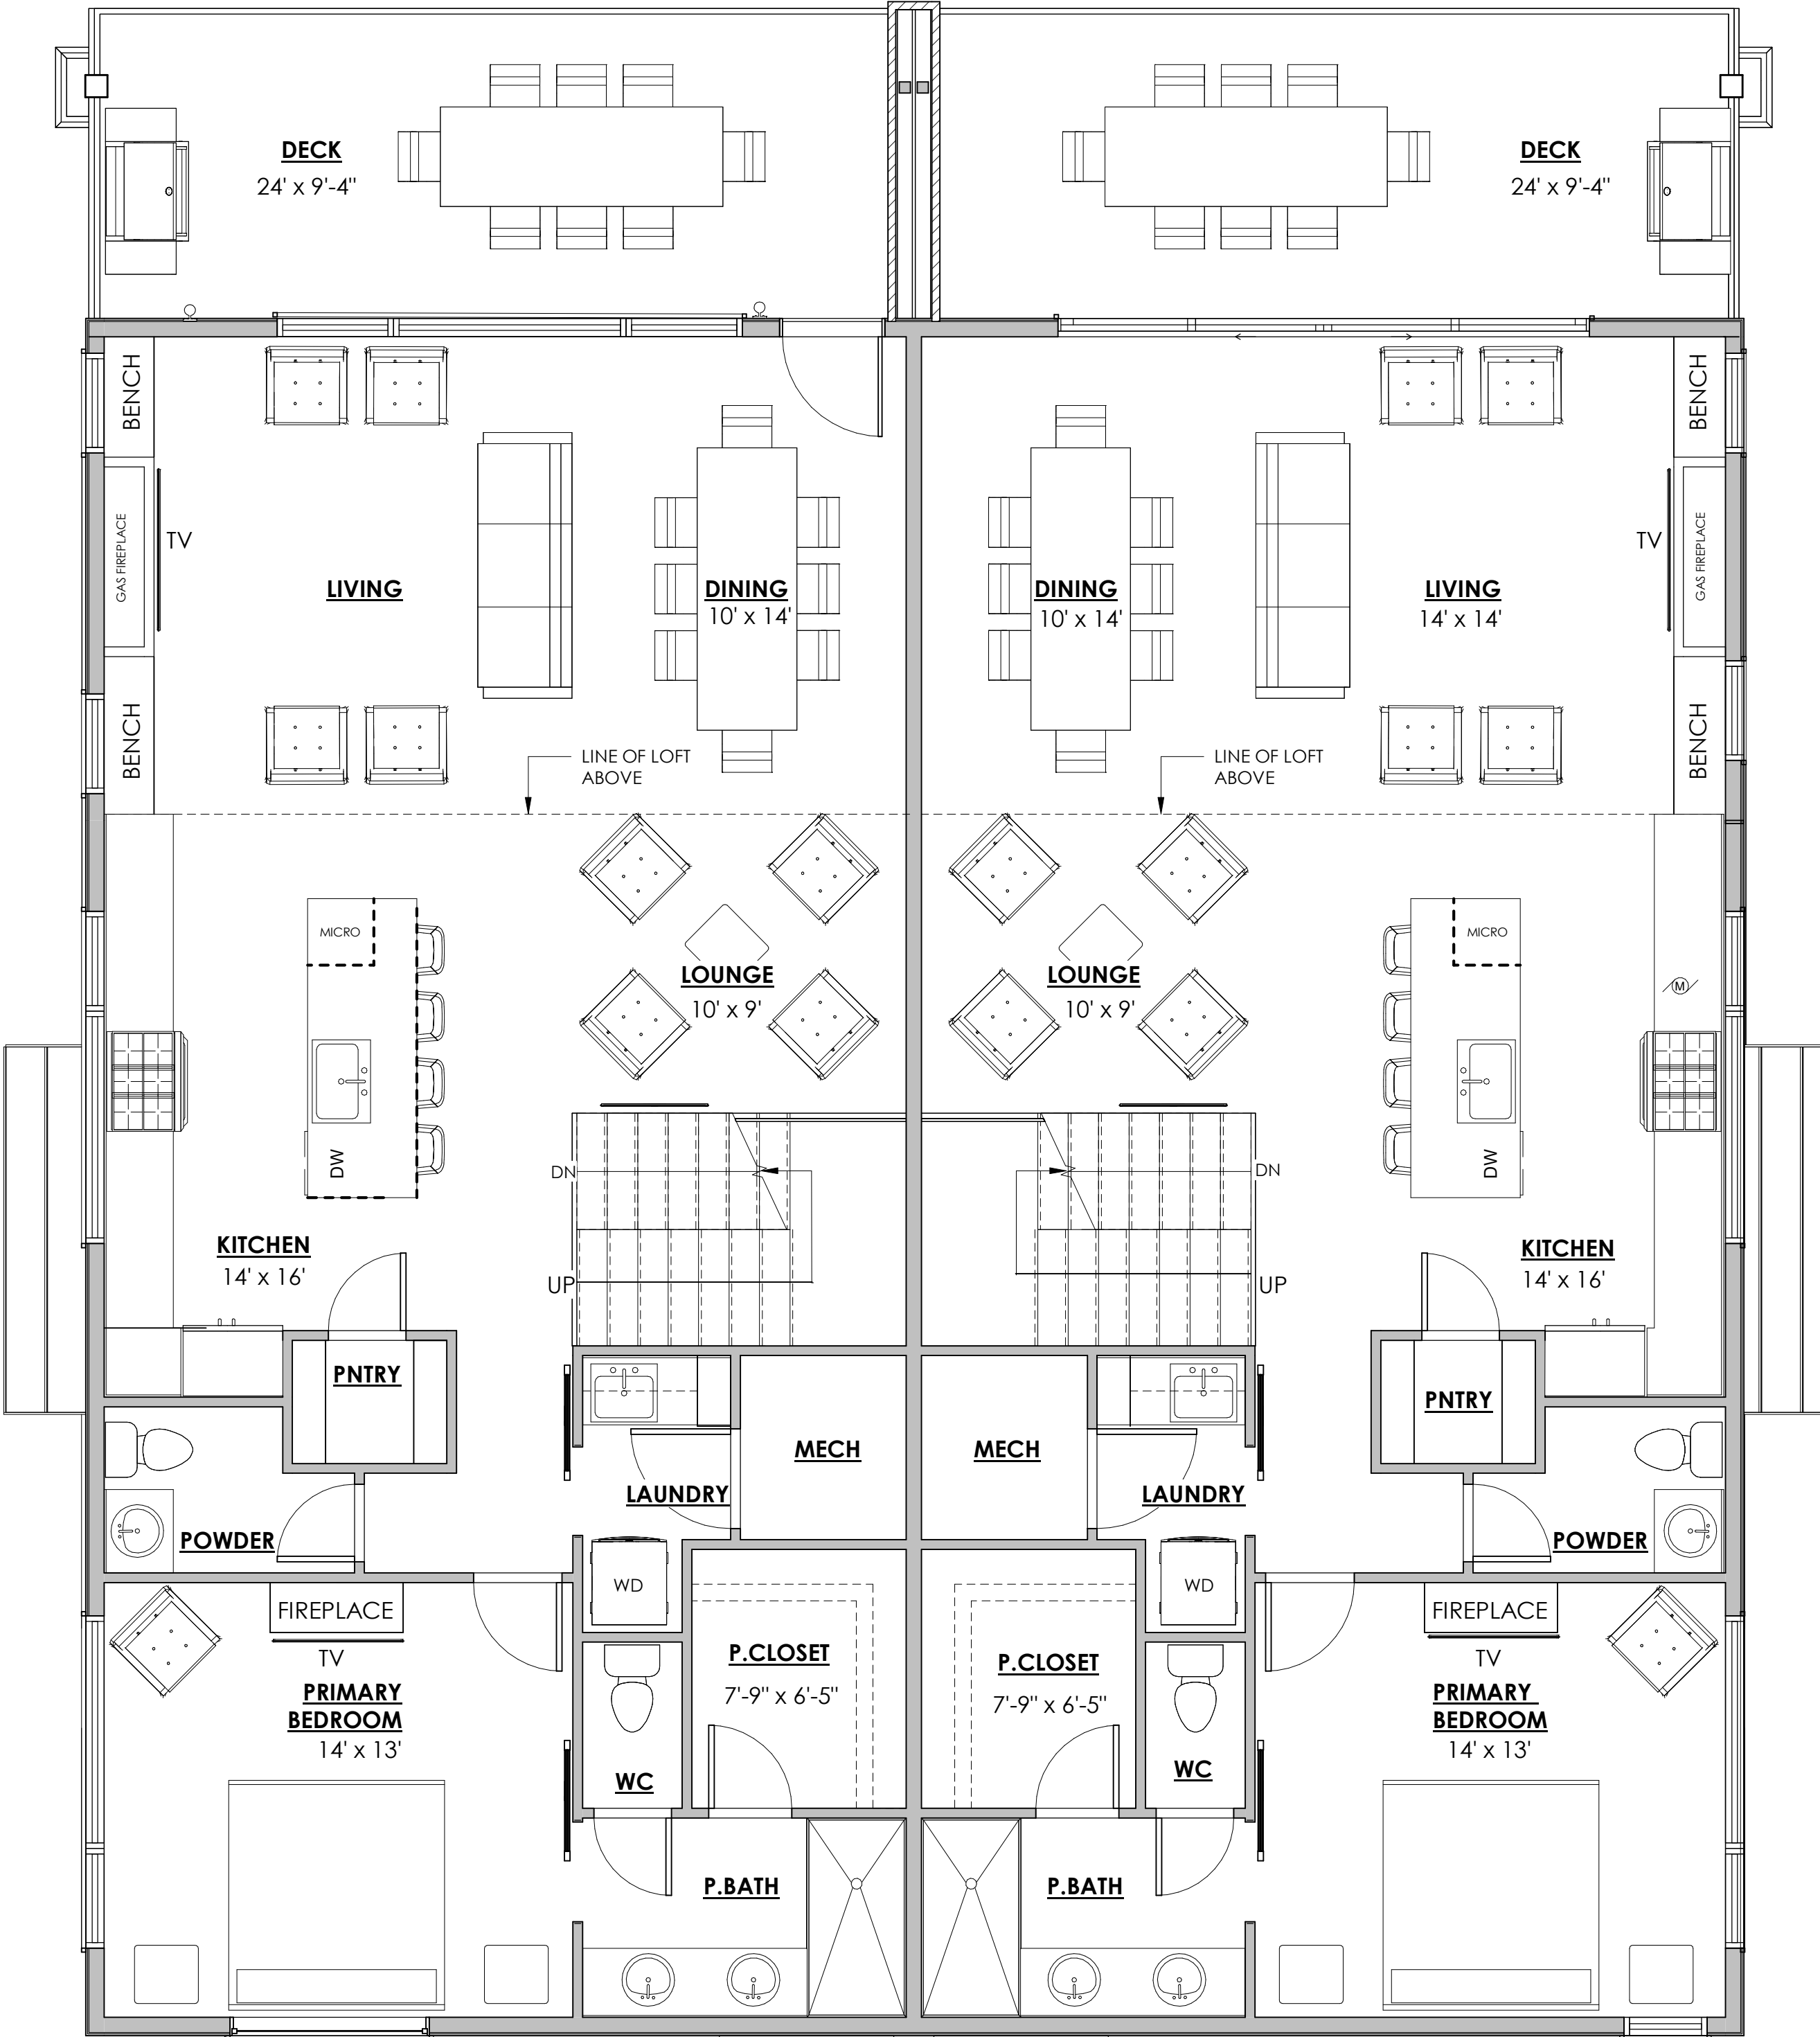 DECK
24' x 9'-4"
DECK
24' x 9'-4"
BENCH
BENCH
GAS FIREPLACE
TV
LIVING
DINING
10' x 14'
DINING
10' x 14'
LIVING
14' x 14'
TV
GAS FIREPLACE
BENCH
BENCH
LINE OF LOFT
ABOVE
LINE OF LOFT
ABOVE
MICRO
LOUNGE
10' x 9'
LOUNGE
10' x 9'
MICRO
M
DW
DN
DN
DW
KITCHEN
14' x 16'
UP
UP
KITCHEN
14' x 16'
PNTRY
MECH
MECH
PNTRY
LAUNDRY
LAUNDRY
POWDER
POWDER
WD
WD
FIREPLACE
TV
PRIMARY
BEDROOM
14' x 13'
P.CLOSET
7'-9" x 6'-5"
P.CLOSET
7'-9" x 6'-5"
FIREPLACE
TV
PRIMARY
BEDROOM
14' x 13'
WC
WC
P.BATH
P.BATH